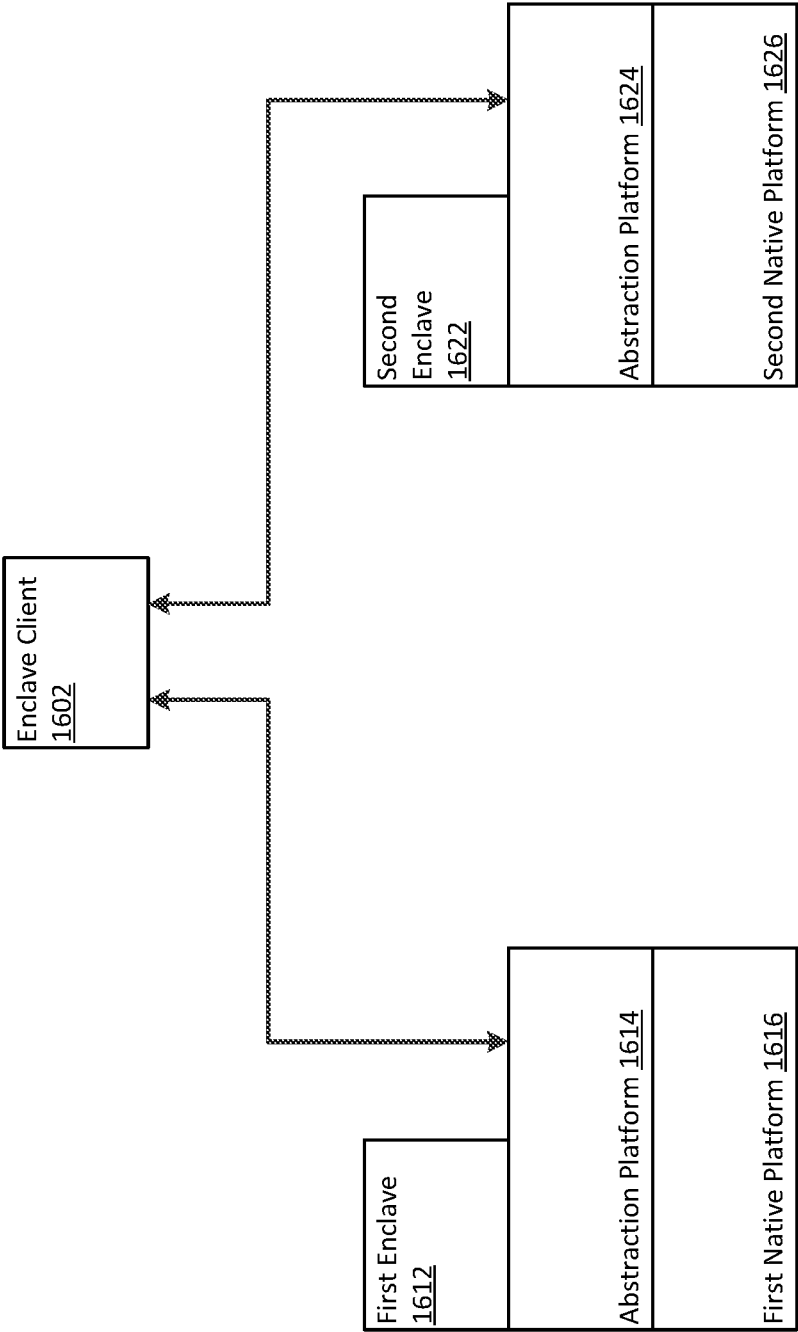 Enclave Client
1602
First Enclave
1612
Abstraction Platform 1614
First Native Platform 1616
Second
Enclave
1622
Abstraction Platform 1624
Second Native Platform 1626